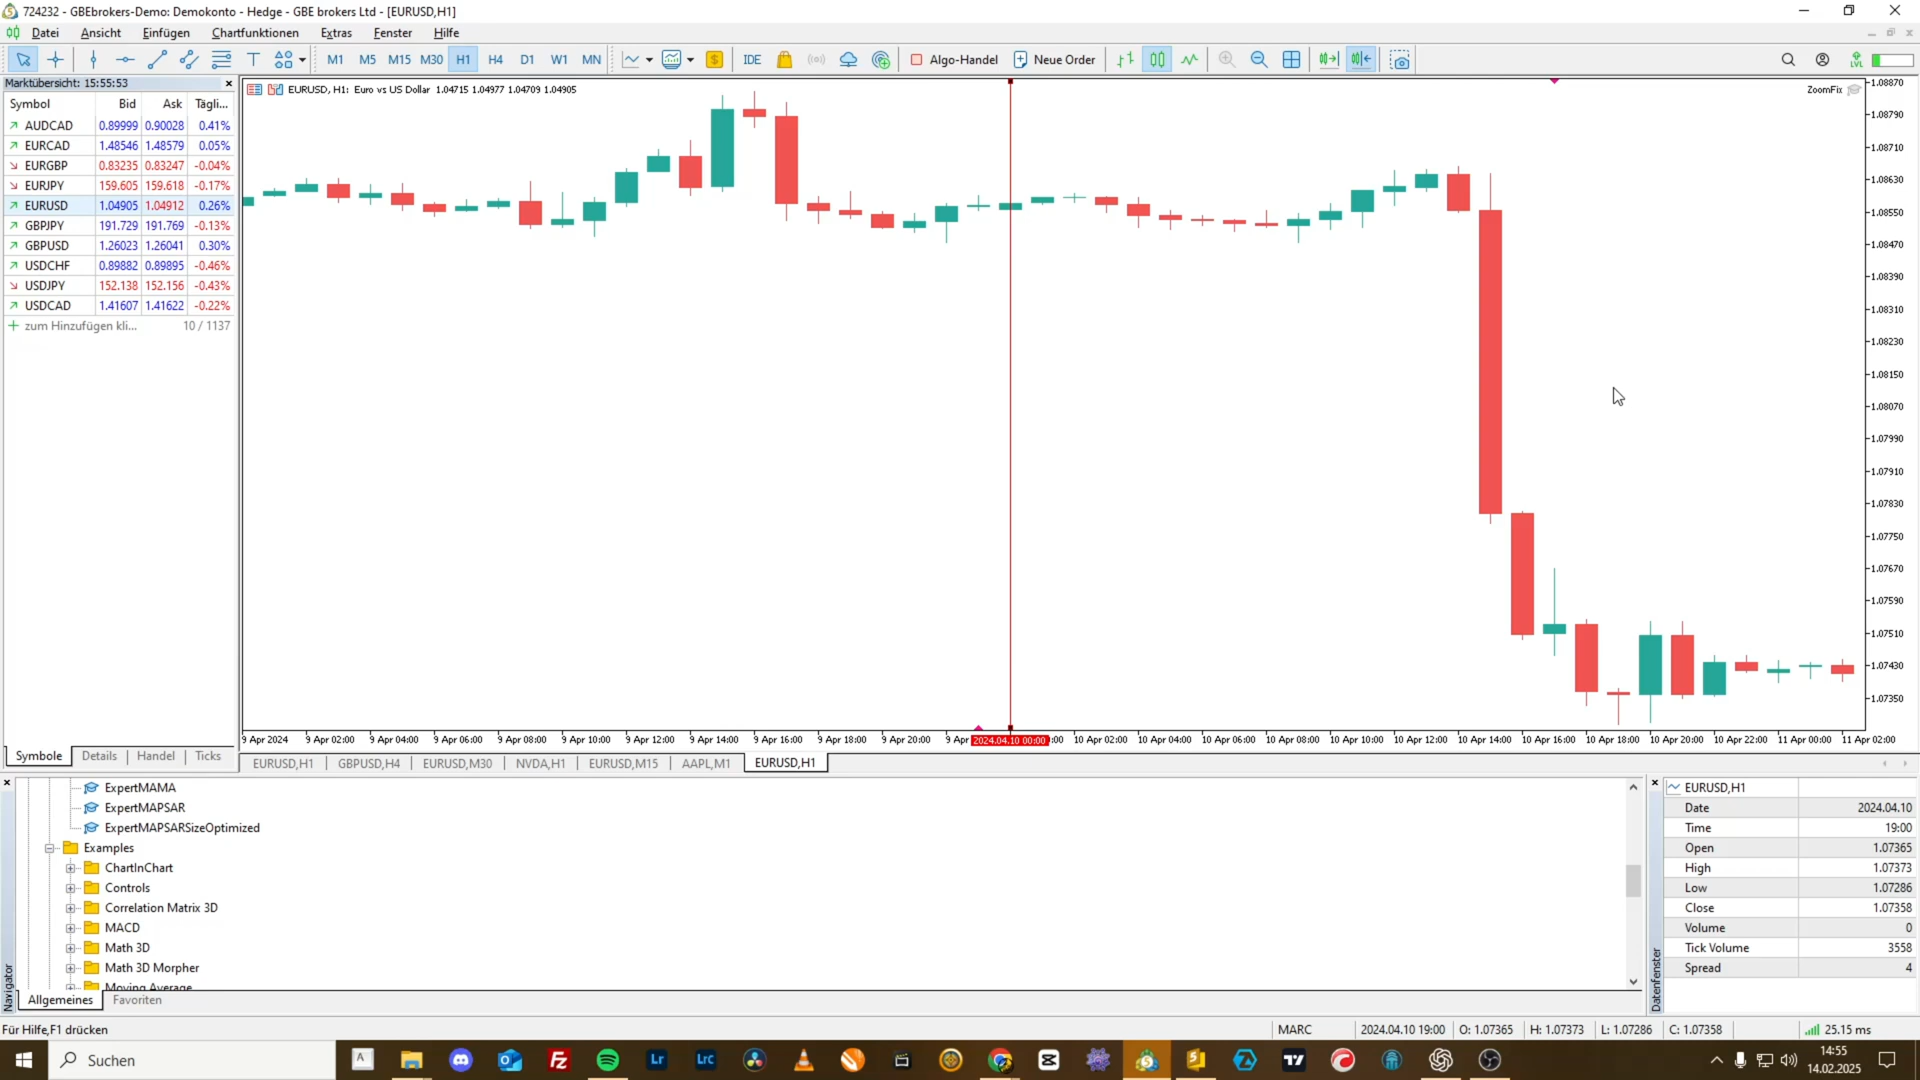 724232 - GBEbrokers-Demo: Demokonto - Hedge - GBE brokers Ltd - [EURUSD,H1]
Datei Ansicht Einfügen Chartfunktionen Extras Fenster Hilfe
M1 M5 M15 M30 H1 H4 D1 W1 MN IDE Algo-Handel Neue Order LVL
Marktübersicht: 15:55:53
Symbol Bid Ask Tägli...
AUDCAD 0.89999 0.90028 0.41%
EURCAD 1.48546 1.48579 0.05%
EURGBP 0.83235 0.83247 -0.04%
EURJPY 159.605 159.618 -0.17%
EURUSD 1.04905 1.04912 0.26%
GBPJPY 191.729 191.769 -0.13%
GBPUSD 1.26023 1.26041 0.30%
USDCHF 0.89882 0.89895 -0.46%
USDJPY 152.138 152.156 -0.43%
USDCAD 1.41607 1.41622 -0.22%
zum Hinzufügen kli... 10 / 1137
Symbole Details Handel Ticks
EURUSD, H1: Euro vs US Dollar 1.04715 1.04977 1.04709 1.04905
ZoomFix
1.08870
1.08790
1.08710
1.08630
1.08550
1.08470
1.08390
1.08310
1.08230
1.08150
1.08070
1.07990
1.07910
1.07830
1.07750
1.07670
1.07590
1.07510
1.07430
1.07350
9 Apr 2024 9 Apr 02:00 9 Apr 04:00 9 Apr 06:00 9 Apr 08:00 9 Apr 10:00 9 Apr 12:00 9 Apr 14:00 9 Apr 16:00 9 Apr 18:00 9 Apr 20:00 9 Apr 2024.04.10 00:00 :00 10 Apr 02:00 10 Apr 04:00 10 Apr 06:00 10 Apr 08:00 10 Apr 10:00 10 Apr 12:00 10 Apr 14:00 10 Apr 16:00 10 Apr 18:00 10 Apr 20:00 10 Apr 22:00 11 Apr 00:00 11 Apr 02:00
EURUSD,H1 GBPUSD,H4 EURUSD,M30 NVDA,H1 EURUSD,M15 AAPL,M1 EURUSD,H1
Navigator
ExpertMAMA
ExpertMAPSAR
ExpertMAPSARSizeOptimized
Examples
ChartInChart
Controls
Correlation Matrix 3D
MACD
Math 3D
Math 3D Morpher
Moving Average
Allgemeines Favoriten
Datenfenster
EURUSD,H1
Date 2024.04.10
Time 19:00
Open 1.07365
High 1.07373
Low 1.07286
Close 1.07358
Volume 0
Tick Volume 3558
Spread 4
Für Hilfe,F1 drücken MARC 2024.04.10 19:00 O: 1.07365 H: 1.07373 L: 1.07286 C: 1.07358 25.15 ms
Suchen
A Lr LrC
14:55
14.02.2025